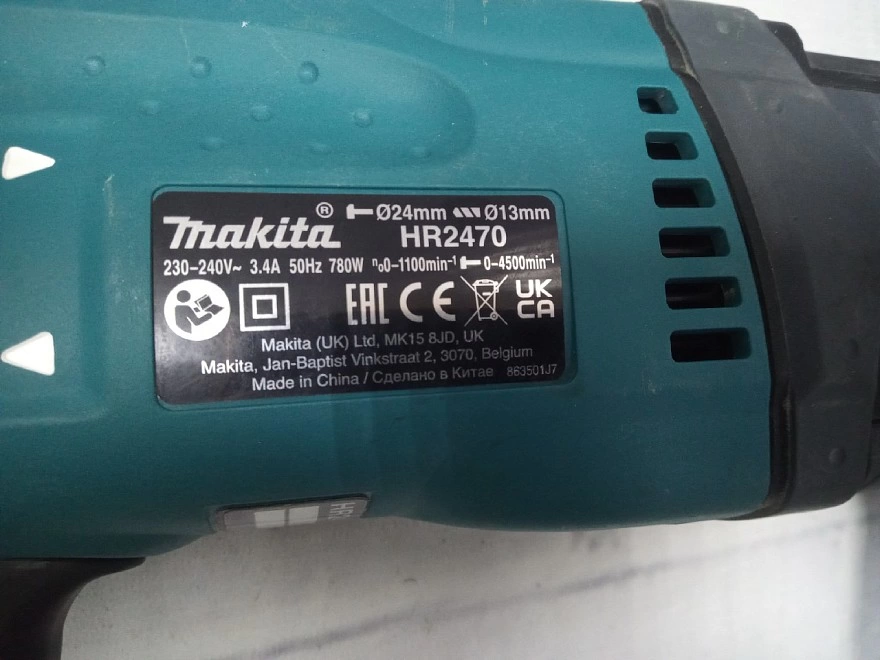 makita® Ø24mm Ø13mm
HR2470
230-240V~ 3.4A 50Hz 780W n₀0-1100min⁻¹ 0-4500min⁻¹
EAC CE UK
CA
Makita (UK) Ltd, MK15 8JD, UK
Makita, Jan-Baptist Vinkstraat 2, 3070, Belgium
Made in China / Сделано в Китае 863501J7